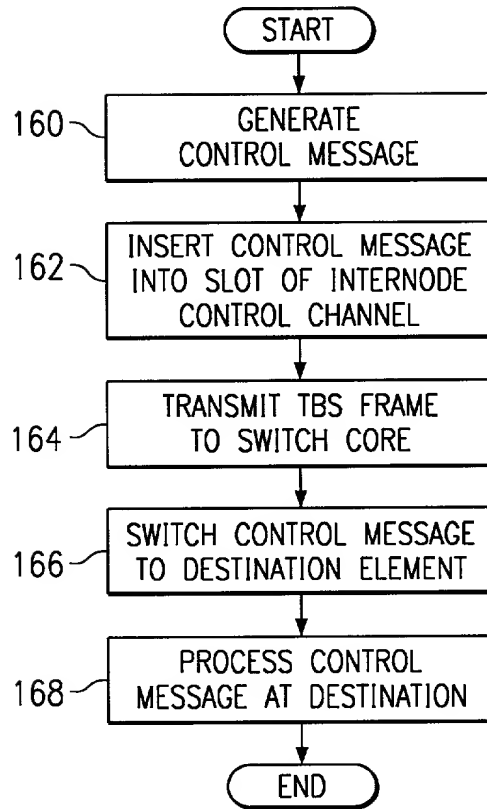 START
160
GENERATE
CONTROL MESSAGE
162
INSERT CONTROL MESSAGE
INTO SLOT OF INTERNODE
CONTROL CHANNEL
164
TRANSMIT TBS FRAME
TO SWITCH CORE
166
SWITCH CONTROL MESSAGE
TO DESTINATION ELEMENT
168
PROCESS CONTROL
MESSAGE AT DESTINATION
END